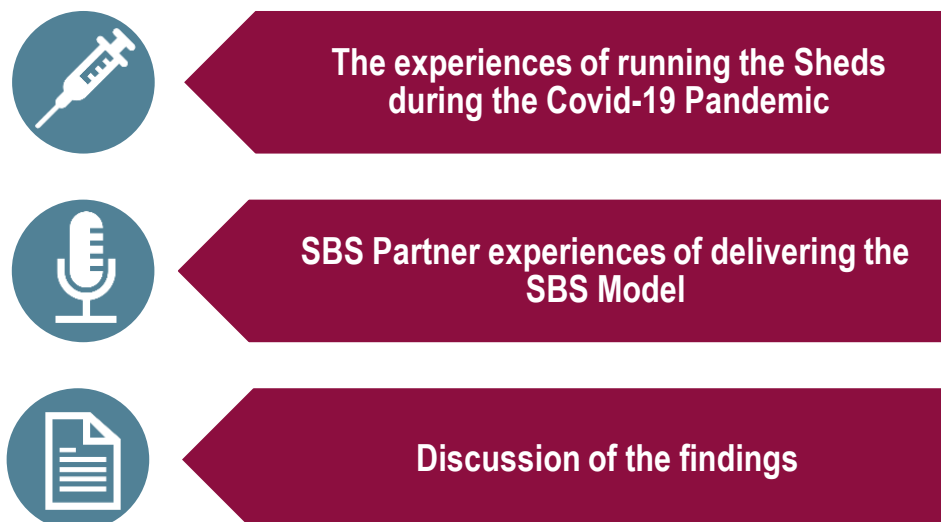 The experiences of running the Sheds
during the Covid-19 Pandemic
SBS Partner experiences of delivering the
SBS Model
Discussion of the findings